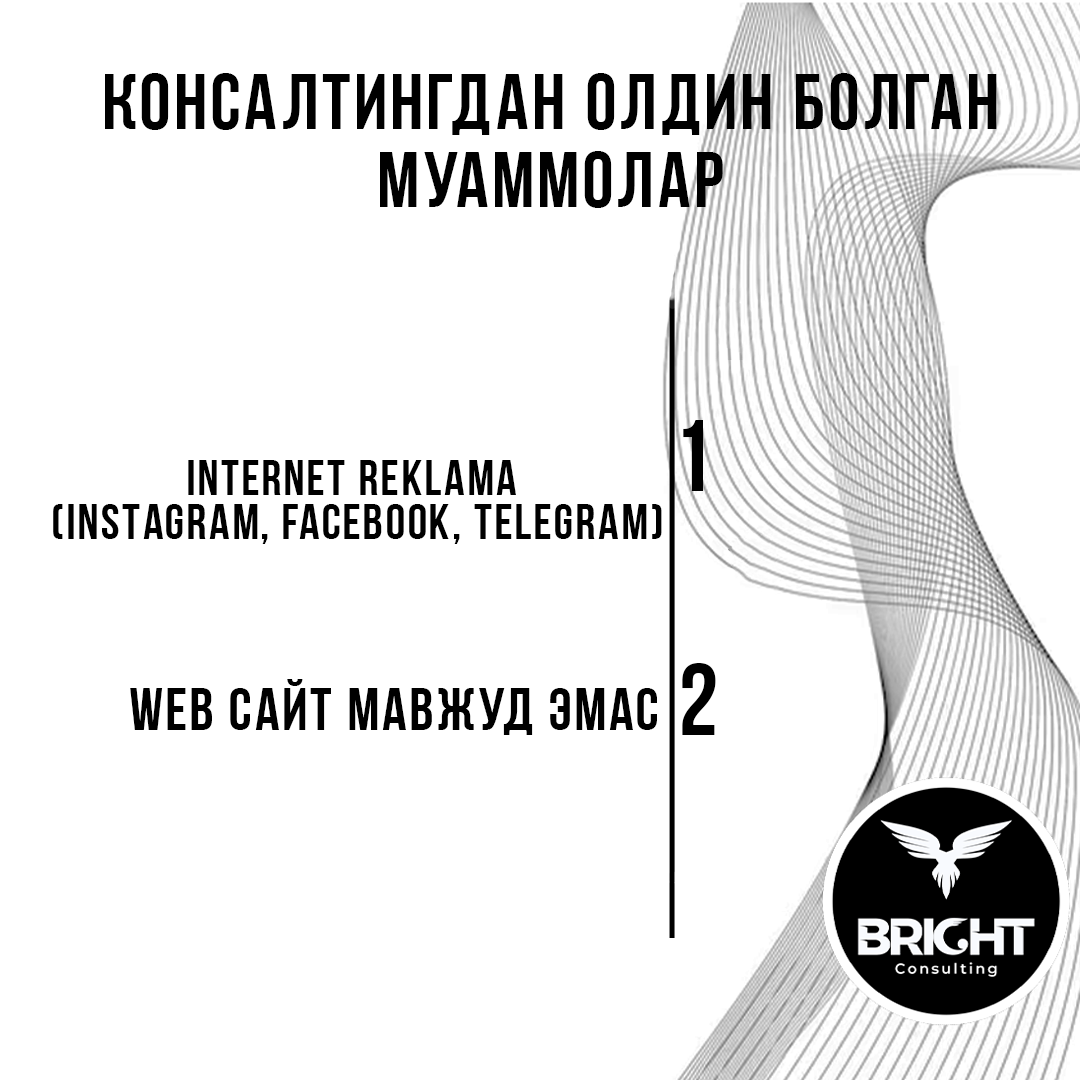 КОНСАЛТИНГДАН ОЛДИН БОЛГАН
МУАММОЛАР
1
INTERNET REKLAMA
(INSTAGRAM, FACEBOOK, TELEGRAM)
2
WEB САЙТ МАВЖУД ЭМАС
BRIGHT
Consulting